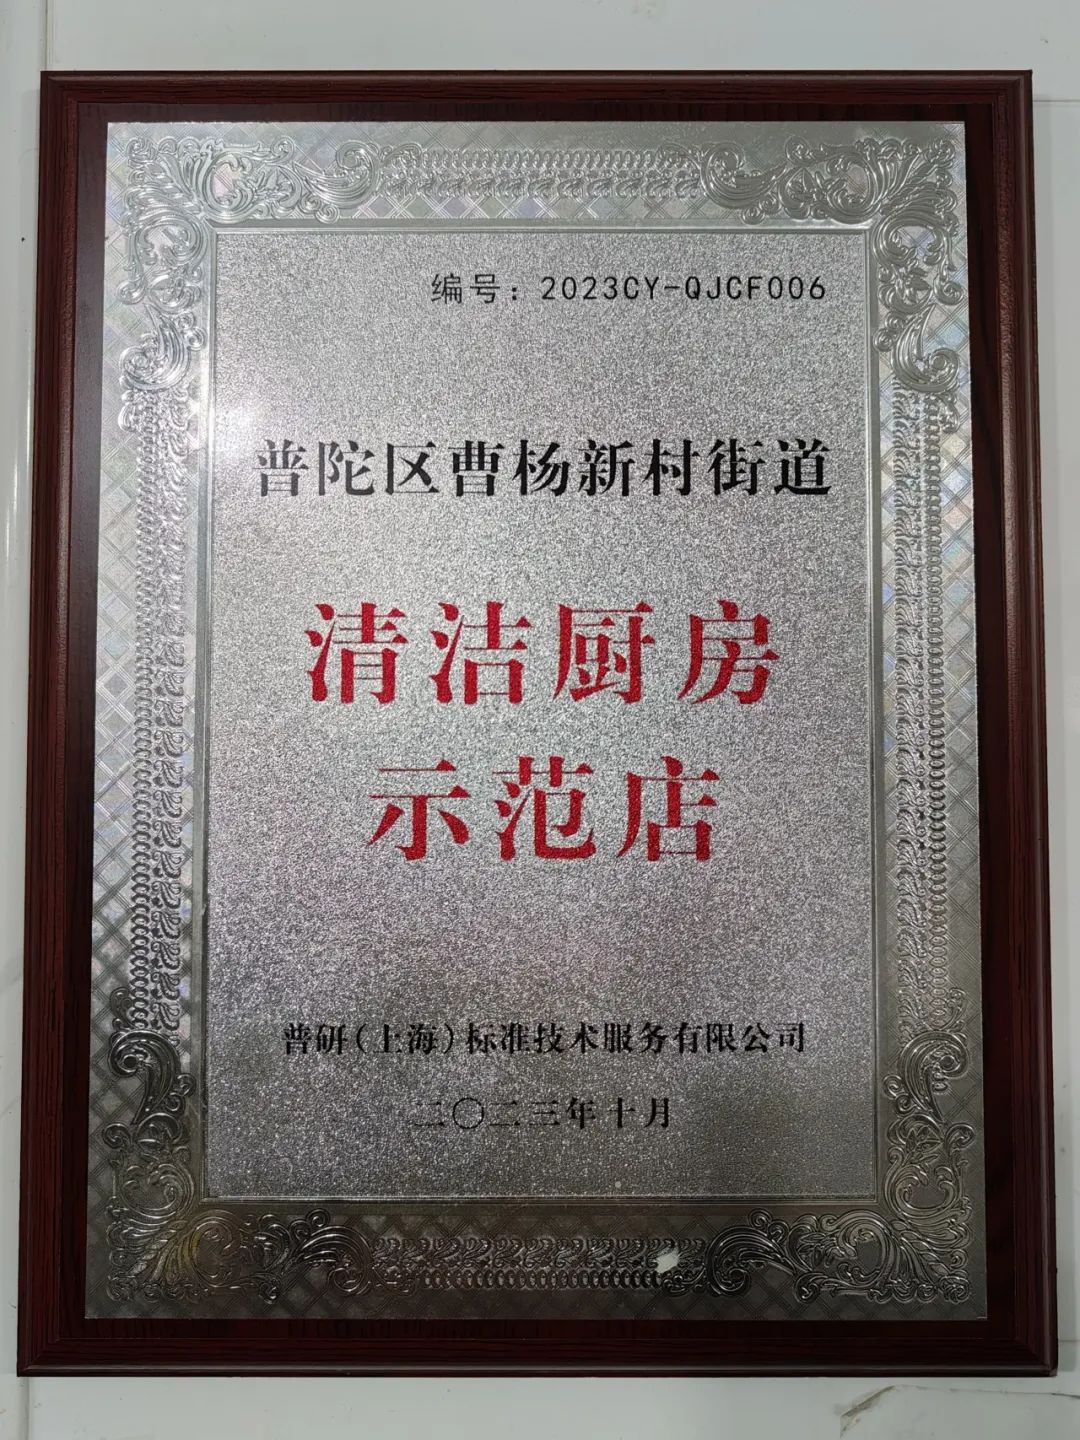 编号：2023CY-QJCF006
普陀区曹杨新村街道
清洁厨房
示范店
普研（上海）标准技术服务有限公司
二〇二三年十月